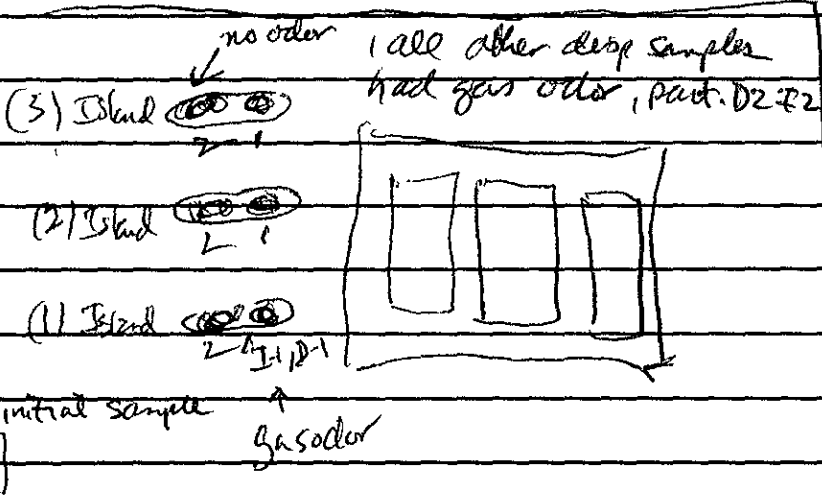 no odor
, all other disp samples
had gas odor, part. D2 & I2
(3) Island
2 1
(2) Island
2 1
(1) Island
2 I-1, D-1
initial sample
gas odor